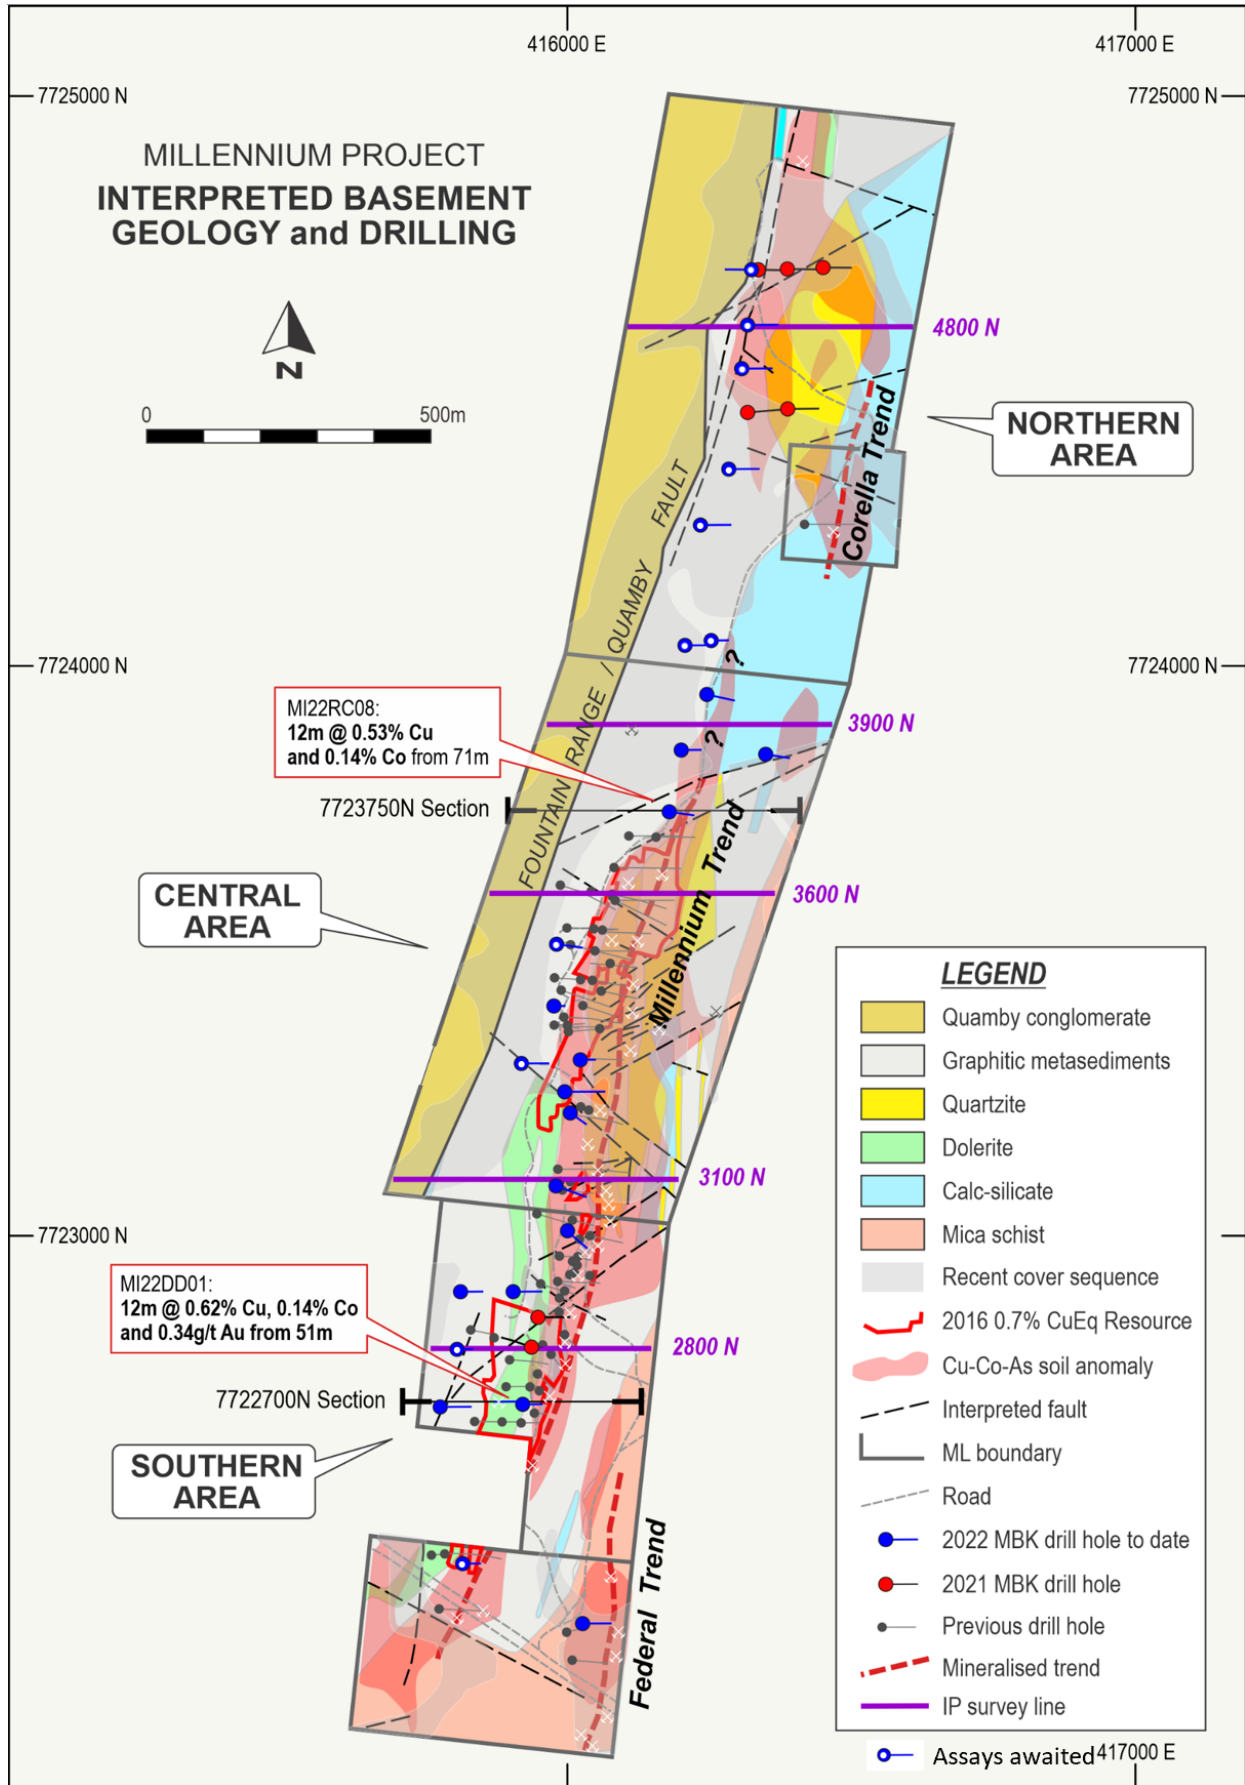 416000 E
417000 E
7725000 N
7725000 N
MILLENNIUM PROJECT
INTERPRETED BASEMENT
GEOLOGY and DRILLING
N
0
500m
4800 N
NORTHERN
AREA
Corella Trend
FOUNTAIN RANGE / QUAMBY FAULT
7724000 N
7724000 N
?
MI22RC08:
12m @ 0.53% Cu
and 0.14% Co from 71m
3900 N
?
7723750N Section
Millennium Trend
CENTRAL
AREA
3600 N
3100 N
7723000 N
MI22DD01:
12m @ 0.62% Cu, 0.14% Co
and 0.34g/t Au from 51m
2800 N
7722700N Section
SOUTHERN
AREA
Federal Trend
LEGEND
Quamby conglomerate
Graphitic metasediments
Quartzite
Dolerite
Calc-silicate
Mica schist
Recent cover sequence
2016 0.7% CuEq Resource
Cu-Co-As soil anomaly
Interpreted fault
ML boundary
Road
2022 MBK drill hole to date
2021 MBK drill hole
Previous drill hole
Mineralised trend
IP survey line
Assays awaited
417000 E